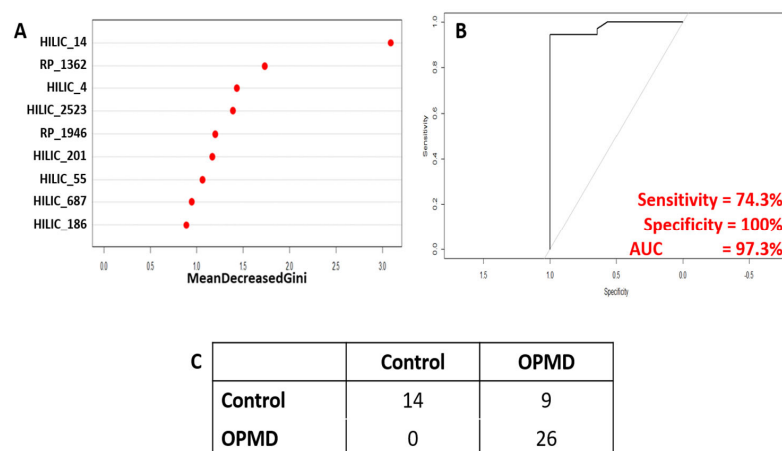 A
HILIC_14
RP_1362
HILIC_4
HILIC_2523
RP_1946
HILIC_201
HILIC_55
HILIC_687
HILIC_186
0.0 0.5 1.0 1.5 2.0 2.5 3.0
MeanDecreasedGini
B
Sensitivity
0.0 0.2 0.4 0.6 0.8 1.0
Sensitivity = 74.3%
Specificity = 100%
AUC = 97.3%
1.5 1.0 0.5 0.0 -0.5
Specificity
C
Control OPMD
Control 14 9
OPMD 0 26